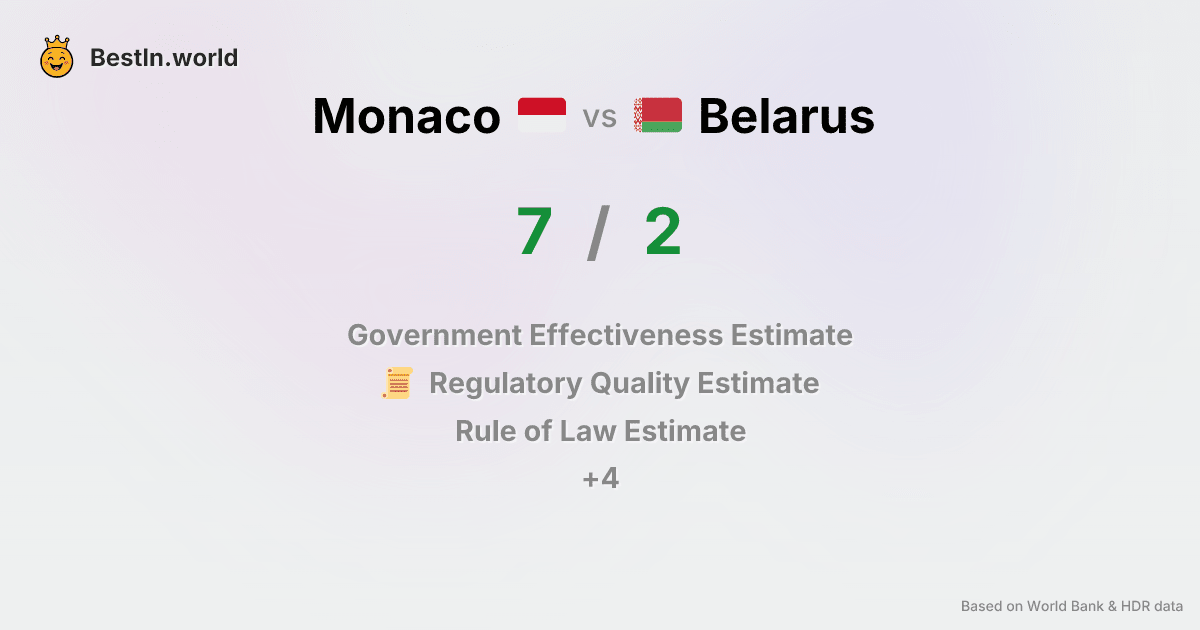 BestIn.world
Monaco vs Belarus
7 / 2
Government Effectiveness Estimate
Regulatory Quality Estimate
Rule of Law Estimate
+4
Based on World Bank & HDR data